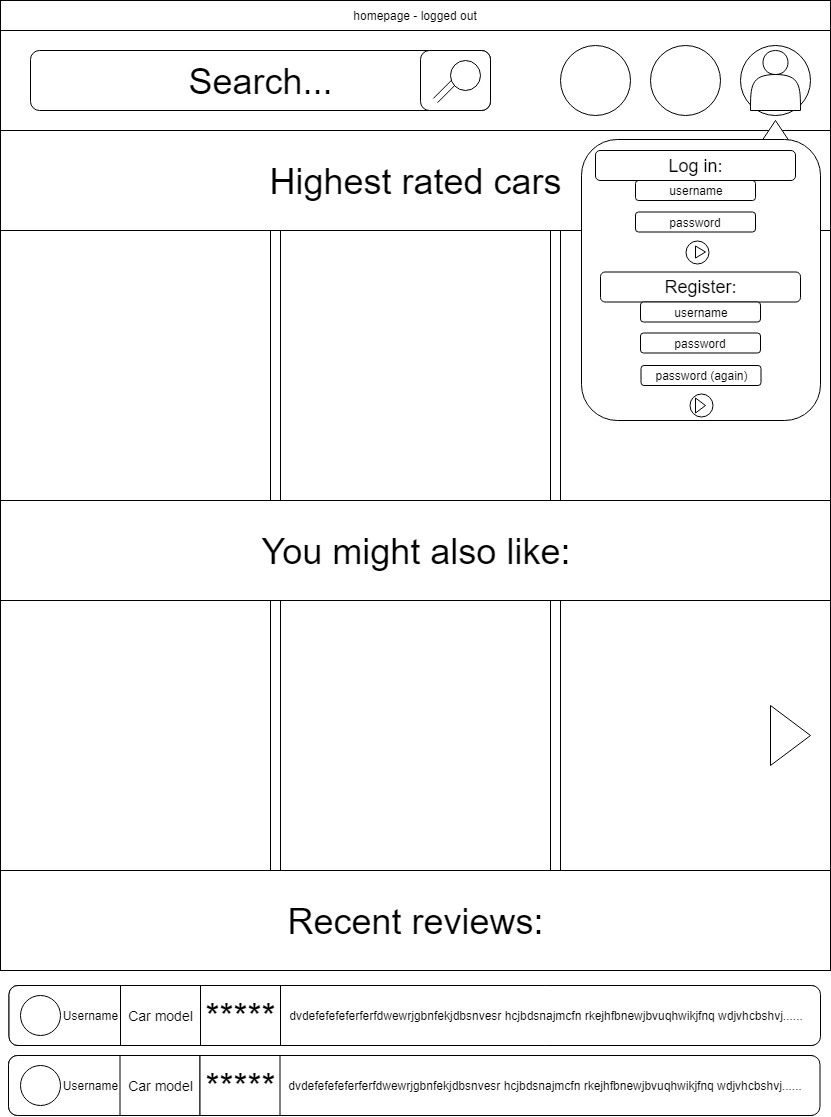 homepage - logged out
Search...
Highest rated cars
Log in:
username
password
Register:
username
password
password (again)
You might also like:
Recent reviews:
Username Car model ***** dvdefefefeferferfdwewrjgbnfekjdbsnvesr hcjbdsnajmcfn rkejhfbnewjbvuqhwikjfnq wdjvhcbshvj......
Username Car model ***** dvdefefefeferferfdwewrjgbnfekjdbsnvesr hcjbdsnajmcfn rkejhfbnewjbvuqhwikjfnq wdjvhcbshvj......